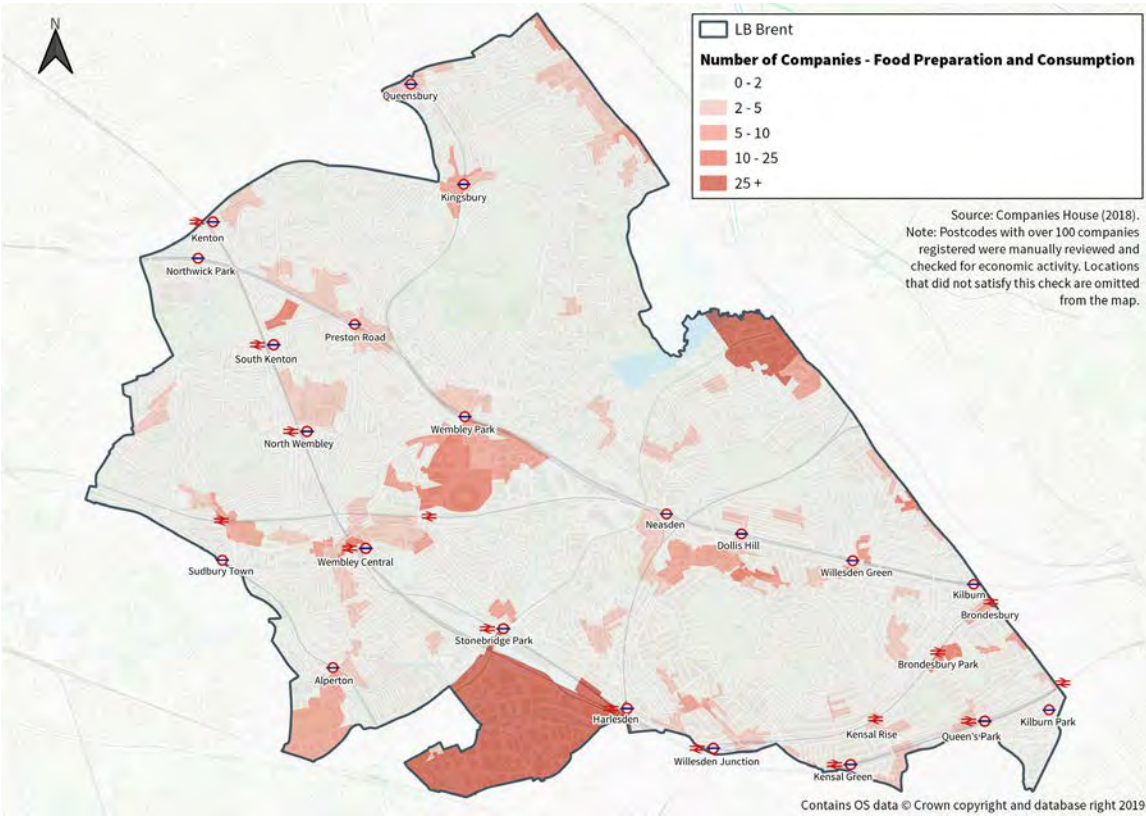 N
LB Brent
Number of Companies - Food Preparation and Consumption
0 - 2
2 - 5
5 - 10
10 - 25
25 +
Source: Companies House (2018).
Note: Postcodes with over 100 companies
registered were manually reviewed and
checked for economic activity. Locations
that did not satisfy this check are omitted
from the map.
Queensbury
Kingsbury
Kenton
Northwick Park
Preston Road
South Kenton
Wembley Park
North Wembley
Neasden
Dollis Hill
Wembley Central
Sudbury Town
Willesden Green
Kilburn
Brondesbury
Stonebridge Park
Brondesbury Park
Alperton
Harlesden
Kilburn Park
Kensal Rise
Queen's Park
Willesden Junction
Kensal Green
Contains OS data © Crown copyright and database right 2019